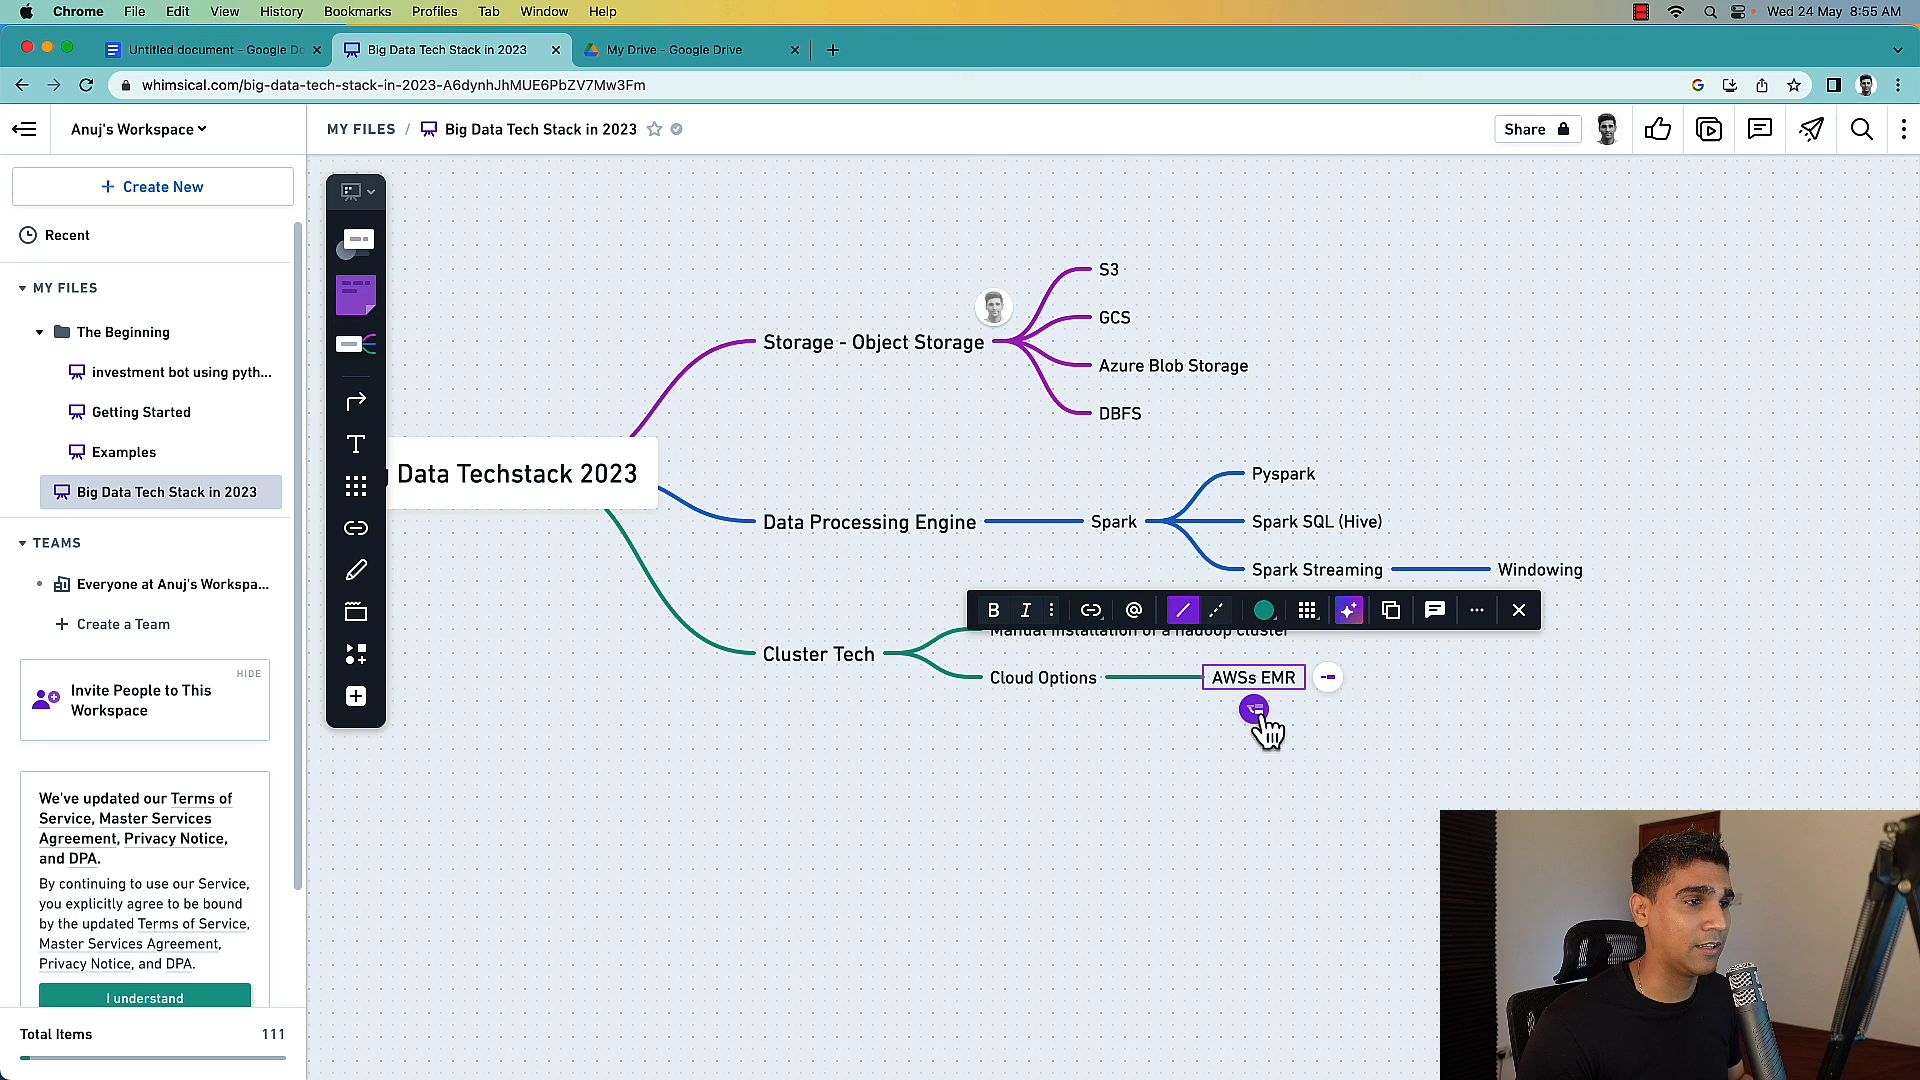 Chrome File Edit View History Bookmarks Profiles Tab Window Help
Wed 24 May 8:55 AM
Untitled document - Google Do
Big Data Tech Stack in 2023
My Drive - Google Drive
whimsical.com/big-data-tech-stack-in-2023-A6dynhJhMUE6PbZV7Mw3Fm
Anuj's Workspace
MY FILES / Big Data Tech Stack in 2023
Share
+ Create New
Recent
MY FILES
The Beginning
investment bot using pyth...
Getting Started
Examples
Big Data Tech Stack in 2023
TEAMS
Everyone at Anuj's Workspa...
+ Create a Team
HIDE
Invite People to This
Workspace
We've updated our Terms of
Service, Master Services
Agreement, Privacy Notice,
and DPA.
By continuing to use our Service,
you explicitly agree to be bound
by the updated Terms of Service,
Master Services Agreement,
Privacy Notice, and DPA.
I understand
Total Items 111
T
Data Techstack 2023
Storage - Object Storage
S3
GCS
Azure Blob Storage
DBFS
Data Processing Engine
Spark
Pyspark
Spark SQL (Hive)
Spark Streaming
Windowing
B I
Cluster Tech
Manual installation of a hadoop cluster
Cloud Options
AWSs EMR